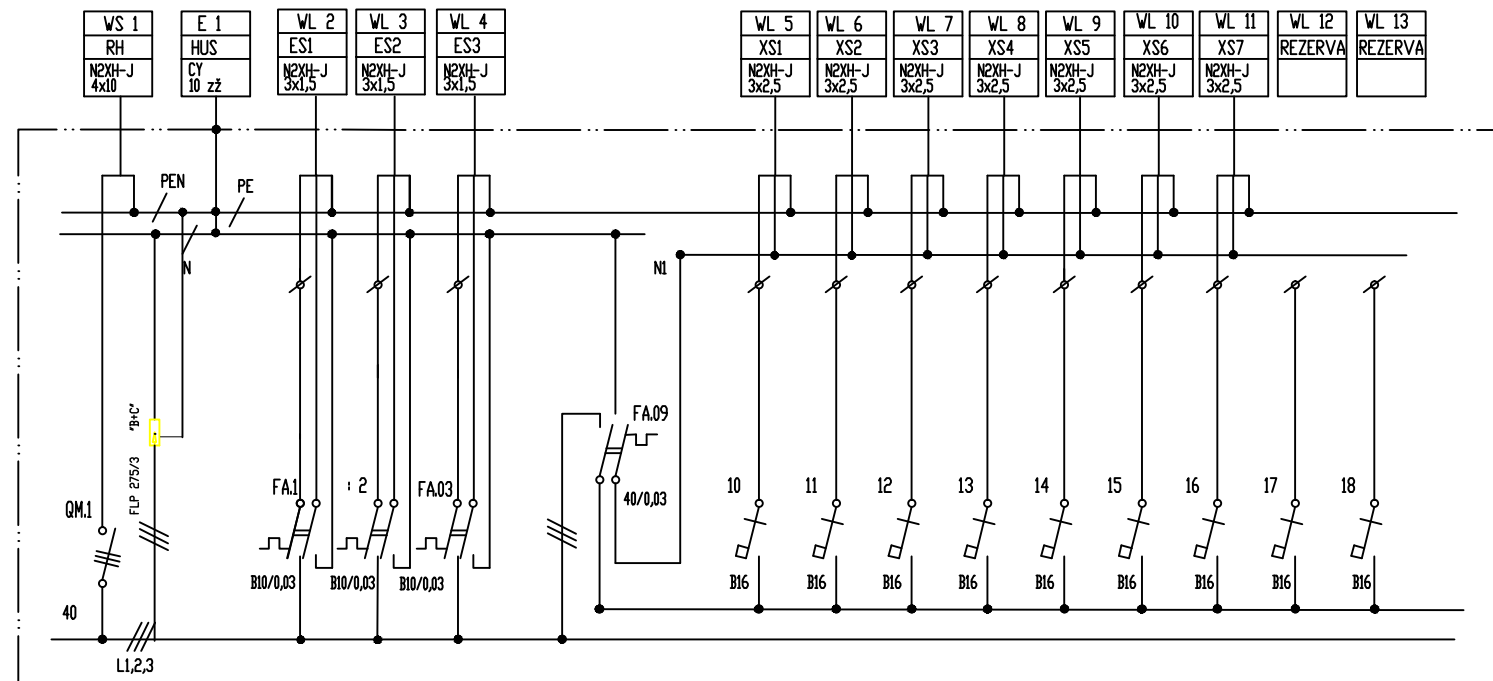 WS 1
RH
N2XH-J
4x10
E 1
HUS
CY
10 zž
WL 2
ES1
N2XH-J
3x1,5
WL 3
ES2
N2XH-J
3x1,5
WL 4
ES3
N2XH-J
3x1,5
WL 5
XS1
N2XH-J
3x2,5
WL 6
XS2
N2XH-J
3x2,5
WL 7
XS3
N2XH-J
3x2,5
WL 8
XS4
N2XH-J
3x2,5
WL 9
XS5
N2XH-J
3x2,5
WL 10
XS6
N2XH-J
3x2,5
WL 11
XS7
N2XH-J
3x2,5
WL 12
REZERVA
WL 13
REZERVA
PEN
PE
N
N1
"B+C"
FLP 275/3
QM.1
40
L1,2,3
FA.1
: 2
FA.03
B10/0,03
B10/0,03
B10/0,03
FA.09
40/0,03
10
11
12
13
14
15
16
17
18
B16
B16
B16
B16
B16
B16
B16
B16
B16